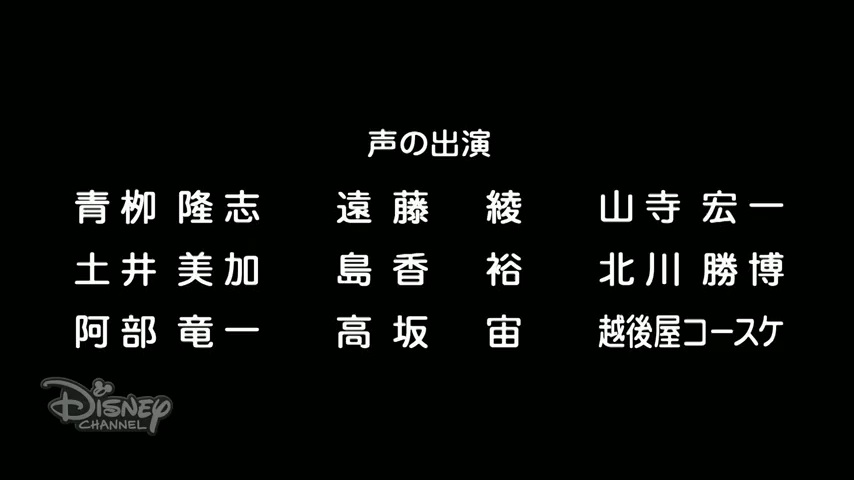 声の出演
青栁 隆志 遠藤 綾 山寺 宏一
土井 美加 島香 裕 北川 勝博
阿部 竜一 高坂 宙 越後屋コースケ
Disney CHANNEL